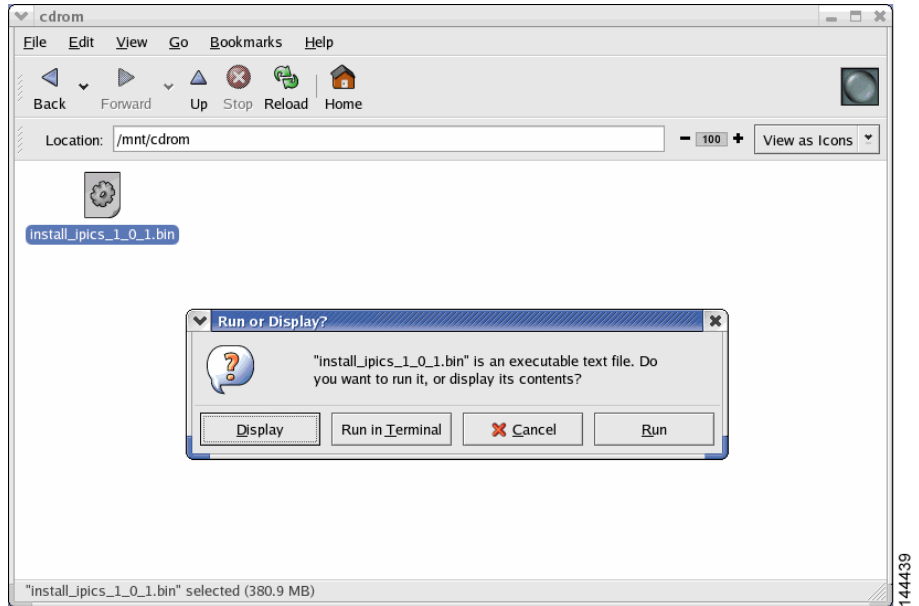 cdrom
File Edit View Go Bookmarks Help
Back Forward Up Stop Reload Home
Location: /mnt/cdrom 100 View as Icons
install_ipics_1_0_1.bin
Run or Display?
"install_ipics_1_0_1.bin" is an executable text file. Do
you want to run it, or display its contents?
Display Run in Terminal Cancel Run
"install_ipics_1_0_1.bin" selected (380.9 MB)
144439